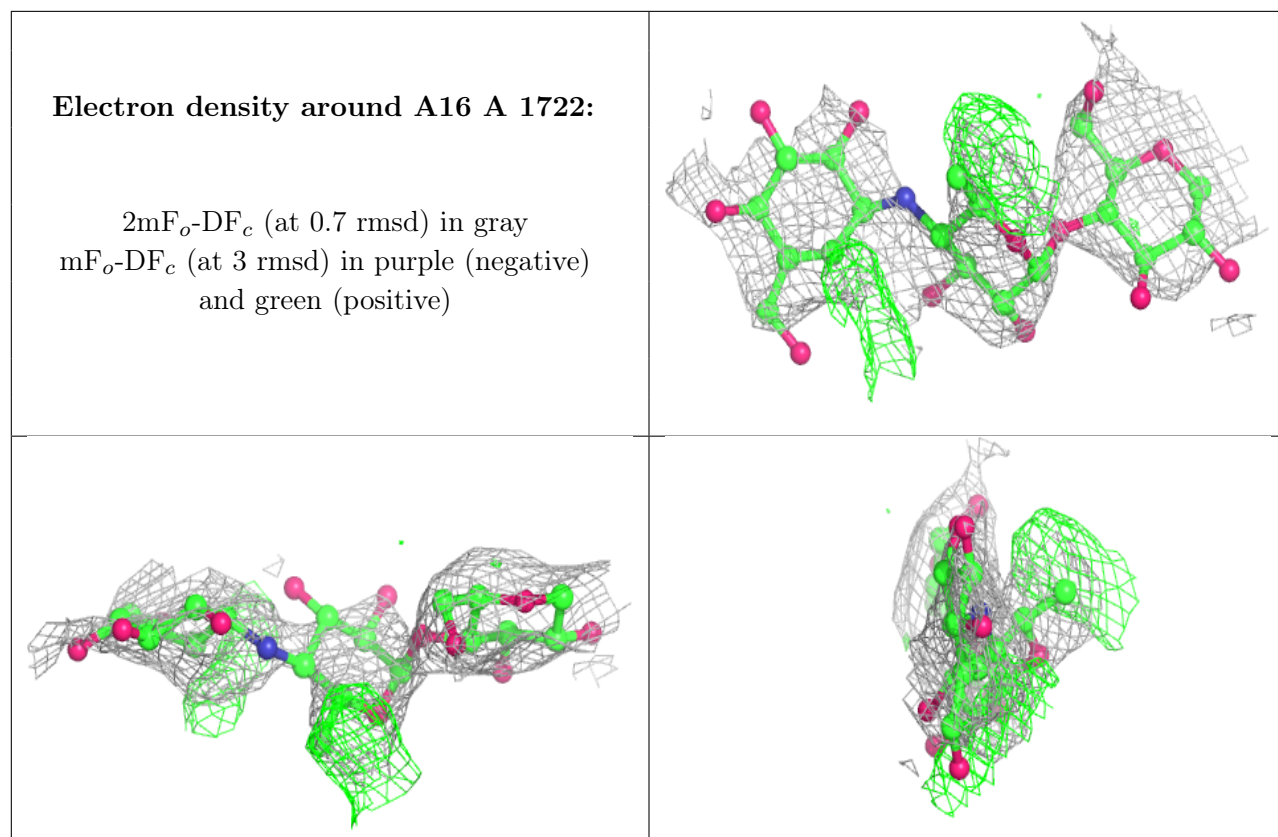 Electron density around A16 A 1722:
2mFo-DFc (at 0.7 rmsd) in gray
mFo-DFc (at 3 rmsd) in purple (negative)
and green (positive)